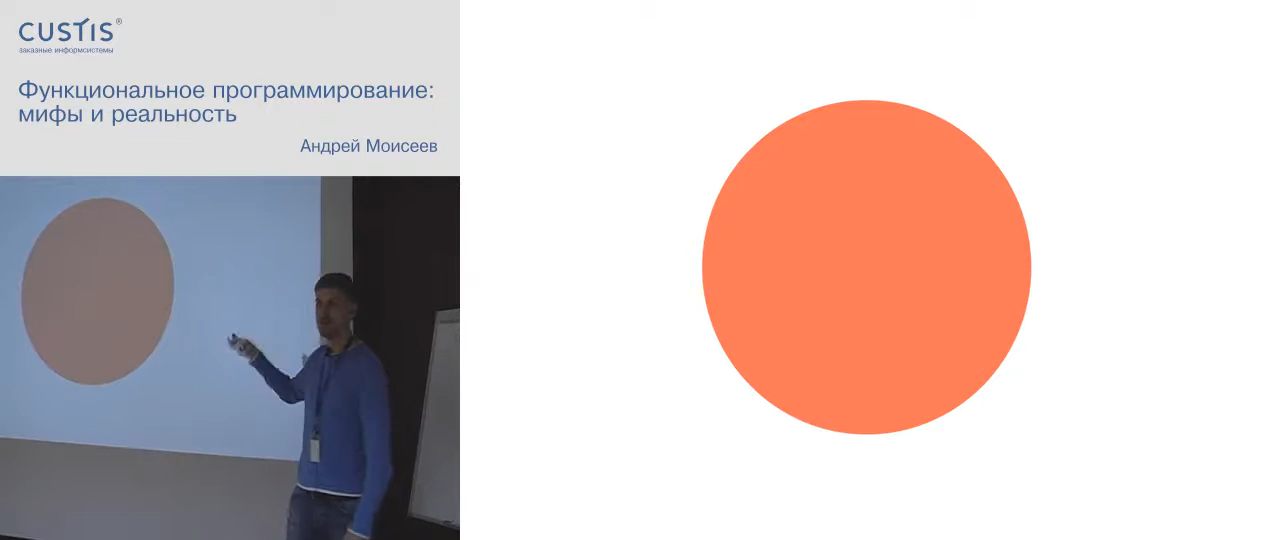 CUSTIS®
заказные информсистемы
Функциональное программирование:
мифы и реальность
Андрей Моисеев